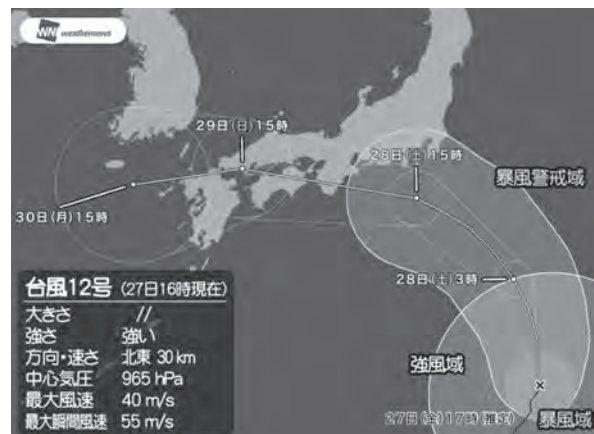 WN weathernews
29日(日)15時
28日(土)15時
暴風警戒域
30日(月)15時
28日(土)3時
台風12号 (27日16時現在)
大きさ //
強さ 強い
方向・速さ 北東 30 km
中心気圧 965 hPa
最大風速 40 m/s
最大瞬間風速 55 m/s
強風域
27日(金)17時(推定)
暴風域